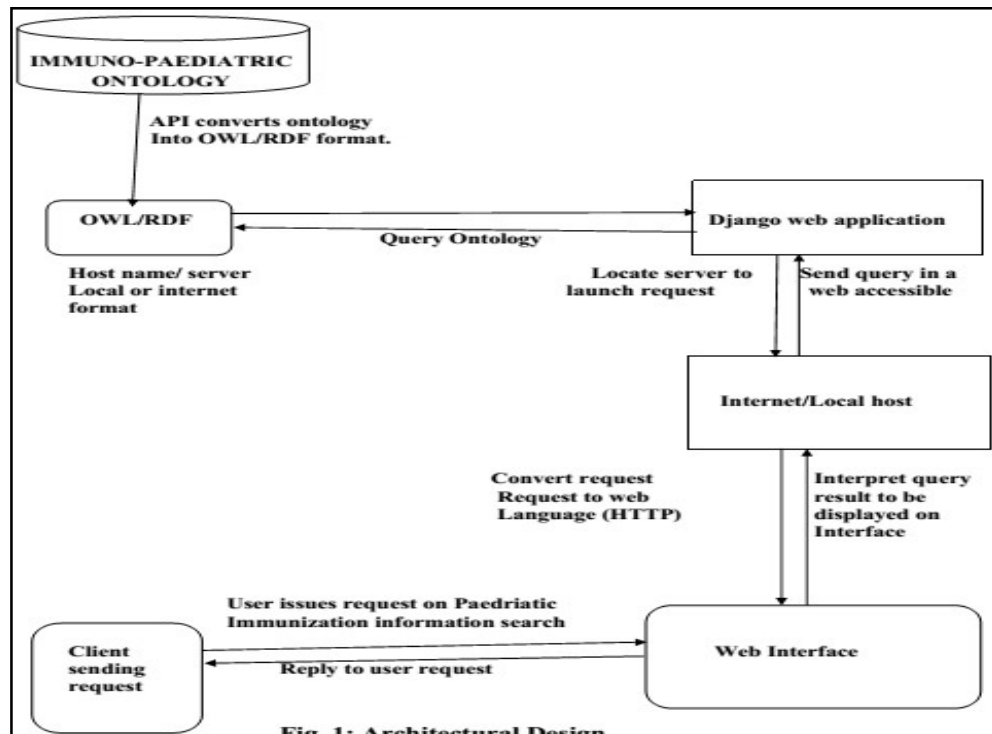 IMMUNO-PAEDIATRIC
ONTOLOGY
API converts ontology
Into OWL/RDF format.
OWL/RDF
Django web application
Query Ontology
Host name/ server
Local or internet
format
Locate server to
launch request
Send query in a
web accessible
Internet/Local host
Convert request
Request to web
Language (HTTP)
Interpret query
result to be
displayed on
Interface
User issues request on Paedriatic
Immunization information search
Client
sending
request
Reply to user request
Web Interface
Fig. 1: Architectural Design